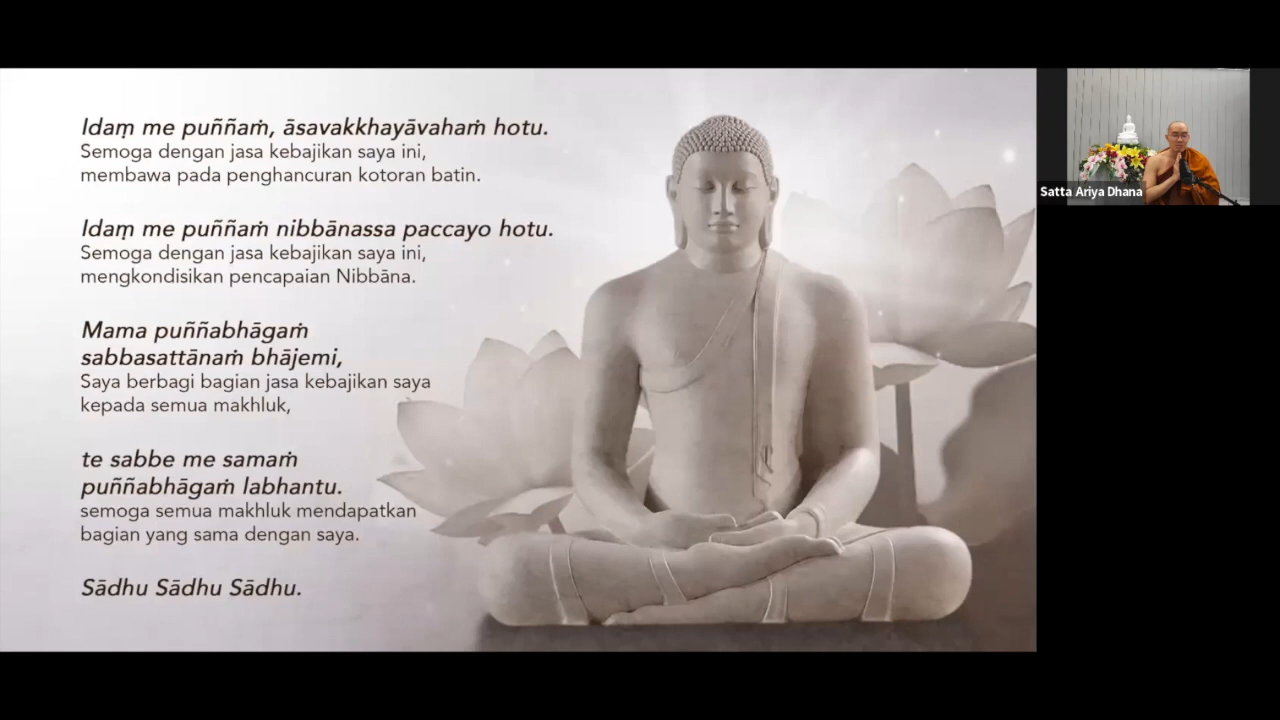 Idaṃ me puññaṁ, āsavakkhayāvahaṁ hotu.
Semoga dengan jasa kebajikan saya ini,
membawa pada penghancuran kotoran batin.
Idaṃ me puññaṁ nibbānassa paccayo hotu.
Semoga dengan jasa kebajikan saya ini,
mengkondisikan pencapaian Nibbāna.
Mama puññabhāgaṁ
sabbasattānaṁ bhājemi,
Saya berbagi bagian jasa kebajikan saya
kepada semua makhluk,
te sabbe me samaṁ
puññabhāgaṁ labhantu.
semoga semua makhluk mendapatkan
bagian yang sama dengan saya.
Sādhu Sādhu Sādhu.
Satta Ariya Dhana